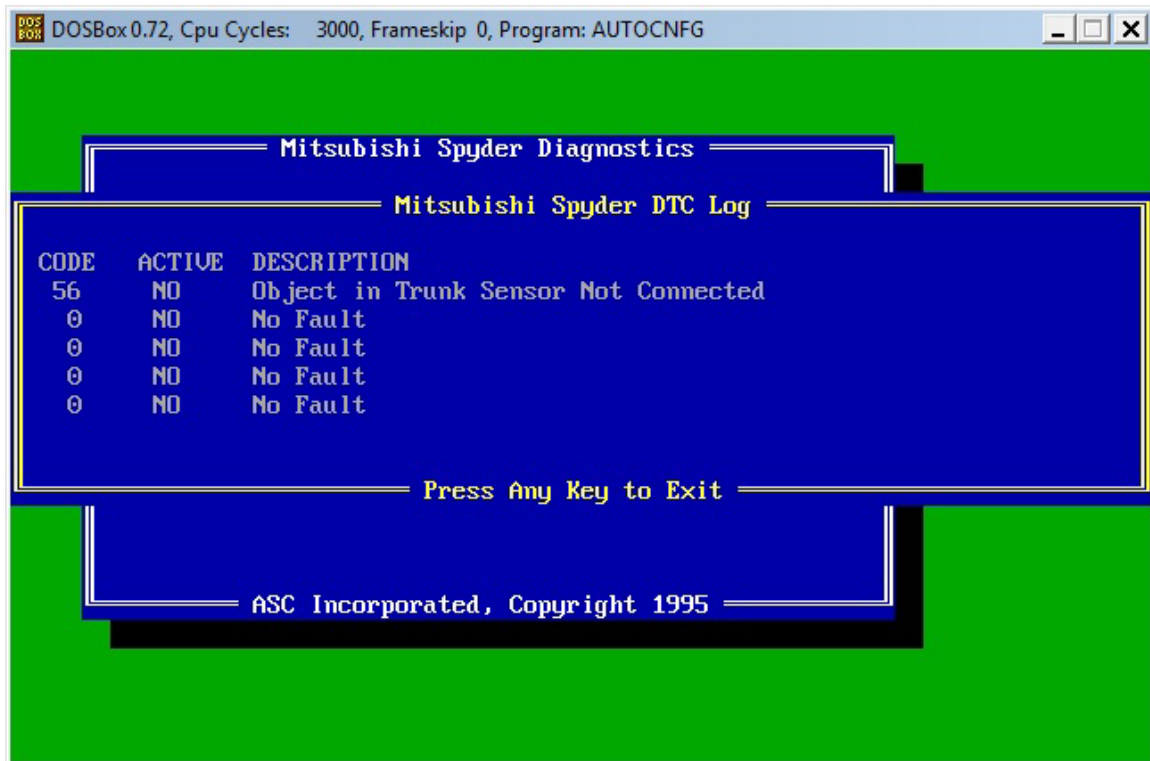 DOSBox 0.72, Cpu Cycles: 3000, Frameskip 0, Program: AUTOCNFG
Mitsubishi Spyder Diagnostics
Mitsubishi Spyder DTC Log
CODE ACTIVE DESCRIPTION
56 NO Object in Trunk Sensor Not Connected
0 NO No Fault
0 NO No Fault
0 NO No Fault
0 NO No Fault
Press Any Key to Exit
ASC Incorporated, Copyright 1995